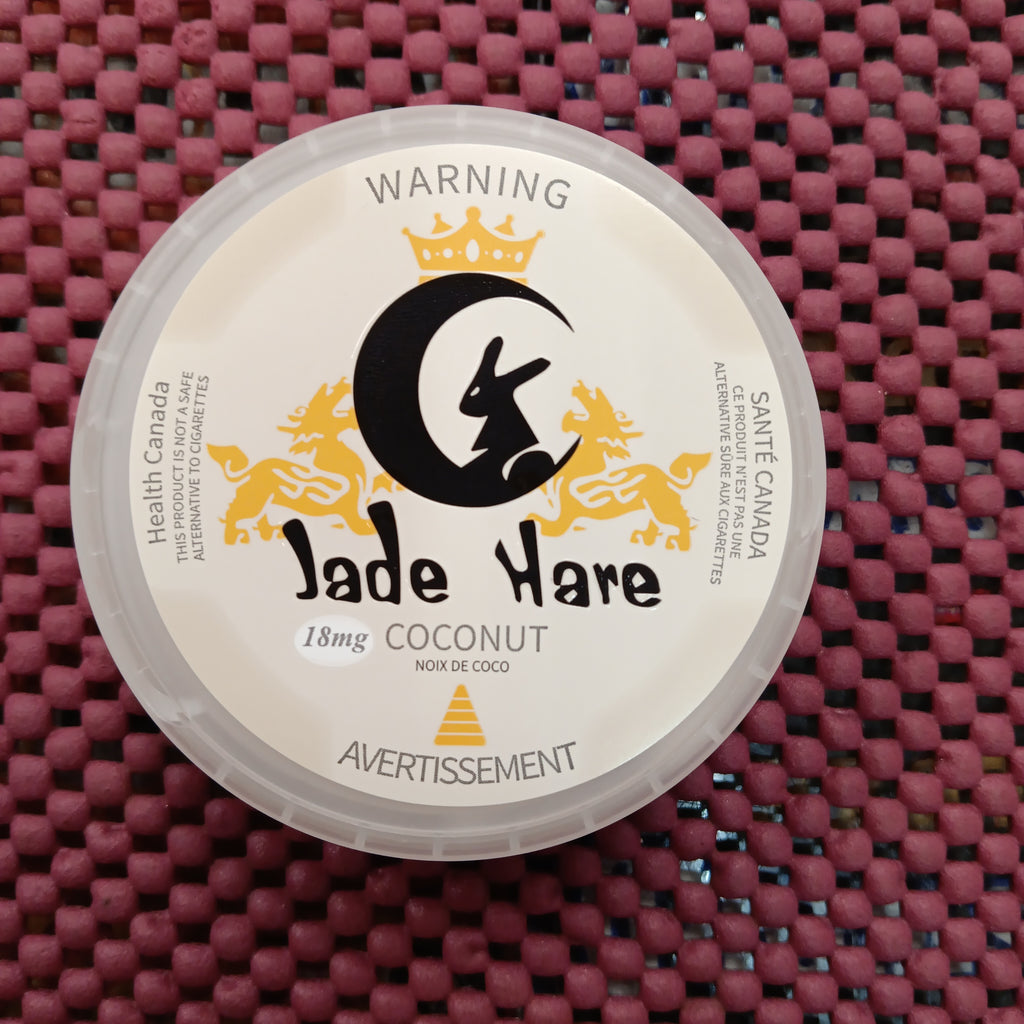 WARNING
Health Canada
THIS PRODUCT IS NOT A SAFE
ALTERNATIVE TO CIGARETTES
SANTÉ CANADA
CE PRODUIT N'EST PAS UNE
ALTERNATIVE SÛRE AUX CIGARETTES
Jade Hare
18mg COCONUT
NOIX DE COCO
AVERTISSEMENT